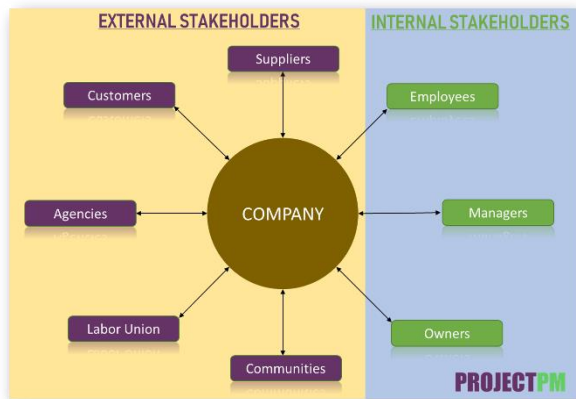 EXTERNAL STAKEHOLDERS
INTERNAL STAKEHOLDERS
Suppliers
Customers
Employees
Agencies
COMPANY
Managers
Labor Union
Owners
Communities
PROJECTPM